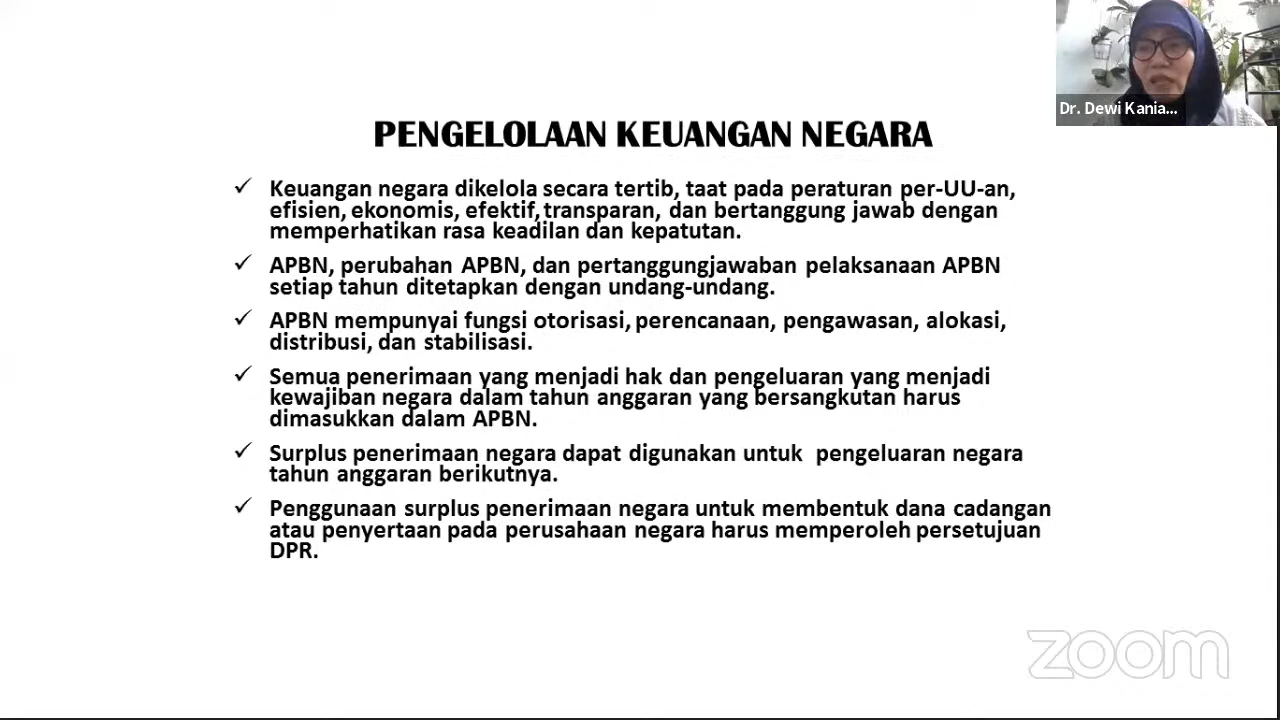 Dr. Dewi Kania...
PENGELOLAAN KEUANGAN NEGARA
✓ Keuangan negara dikelola secara tertib, taat pada peraturan per-UU-an,
efisien, ekonomis, efektif, transparan, dan bertanggung jawab dengan
memperhatikan rasa keadilan dan kepatutan.
✓ APBN, perubahan APBN, dan pertanggungjawaban pelaksanaan APBN
setiap tahun ditetapkan dengan undang-undang.
✓ APBN mempunyai fungsi otorisasi, perencanaan, pengawasan, alokasi,
distribusi, dan stabilisasi.
✓ Semua penerimaan yang menjadi hak dan pengeluaran yang menjadi
kewajiban negara dalam tahun anggaran yang bersangkutan harus
dimasukkan dalam APBN.
✓ Surplus penerimaan negara dapat digunakan untuk  pengeluaran negara
tahun anggaran berikutnya.
✓ Penggunaan surplus penerimaan negara untuk membentuk dana cadangan
atau penyertaan pada perusahaan negara harus memperoleh persetujuan
DPR.
zoom